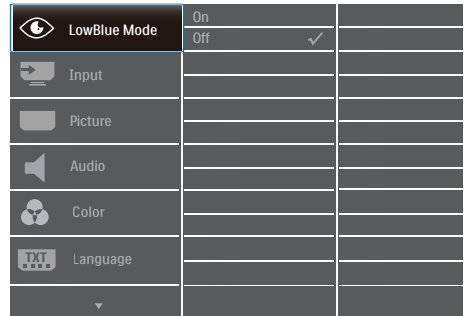 LowBlue Mode
On
Off
Input
Picture
Audio
Color
TXT
Language